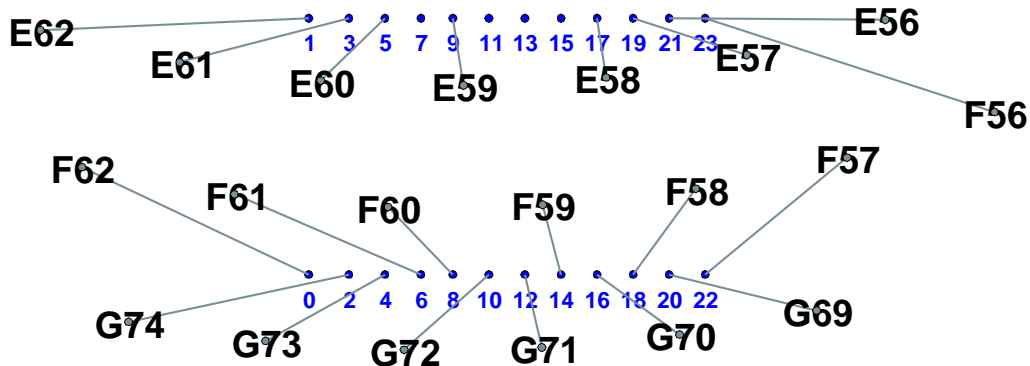 E62 E56
1 3 5 7 9 11 13 15 17 19 21 23
E61 E60 E59 E58 E57
F56
F62 F61 F60 F59 F58 F57
0 2 4 6 8 10 12 14 16 18 20 22
G74 G73 G72 G71 G70 G69